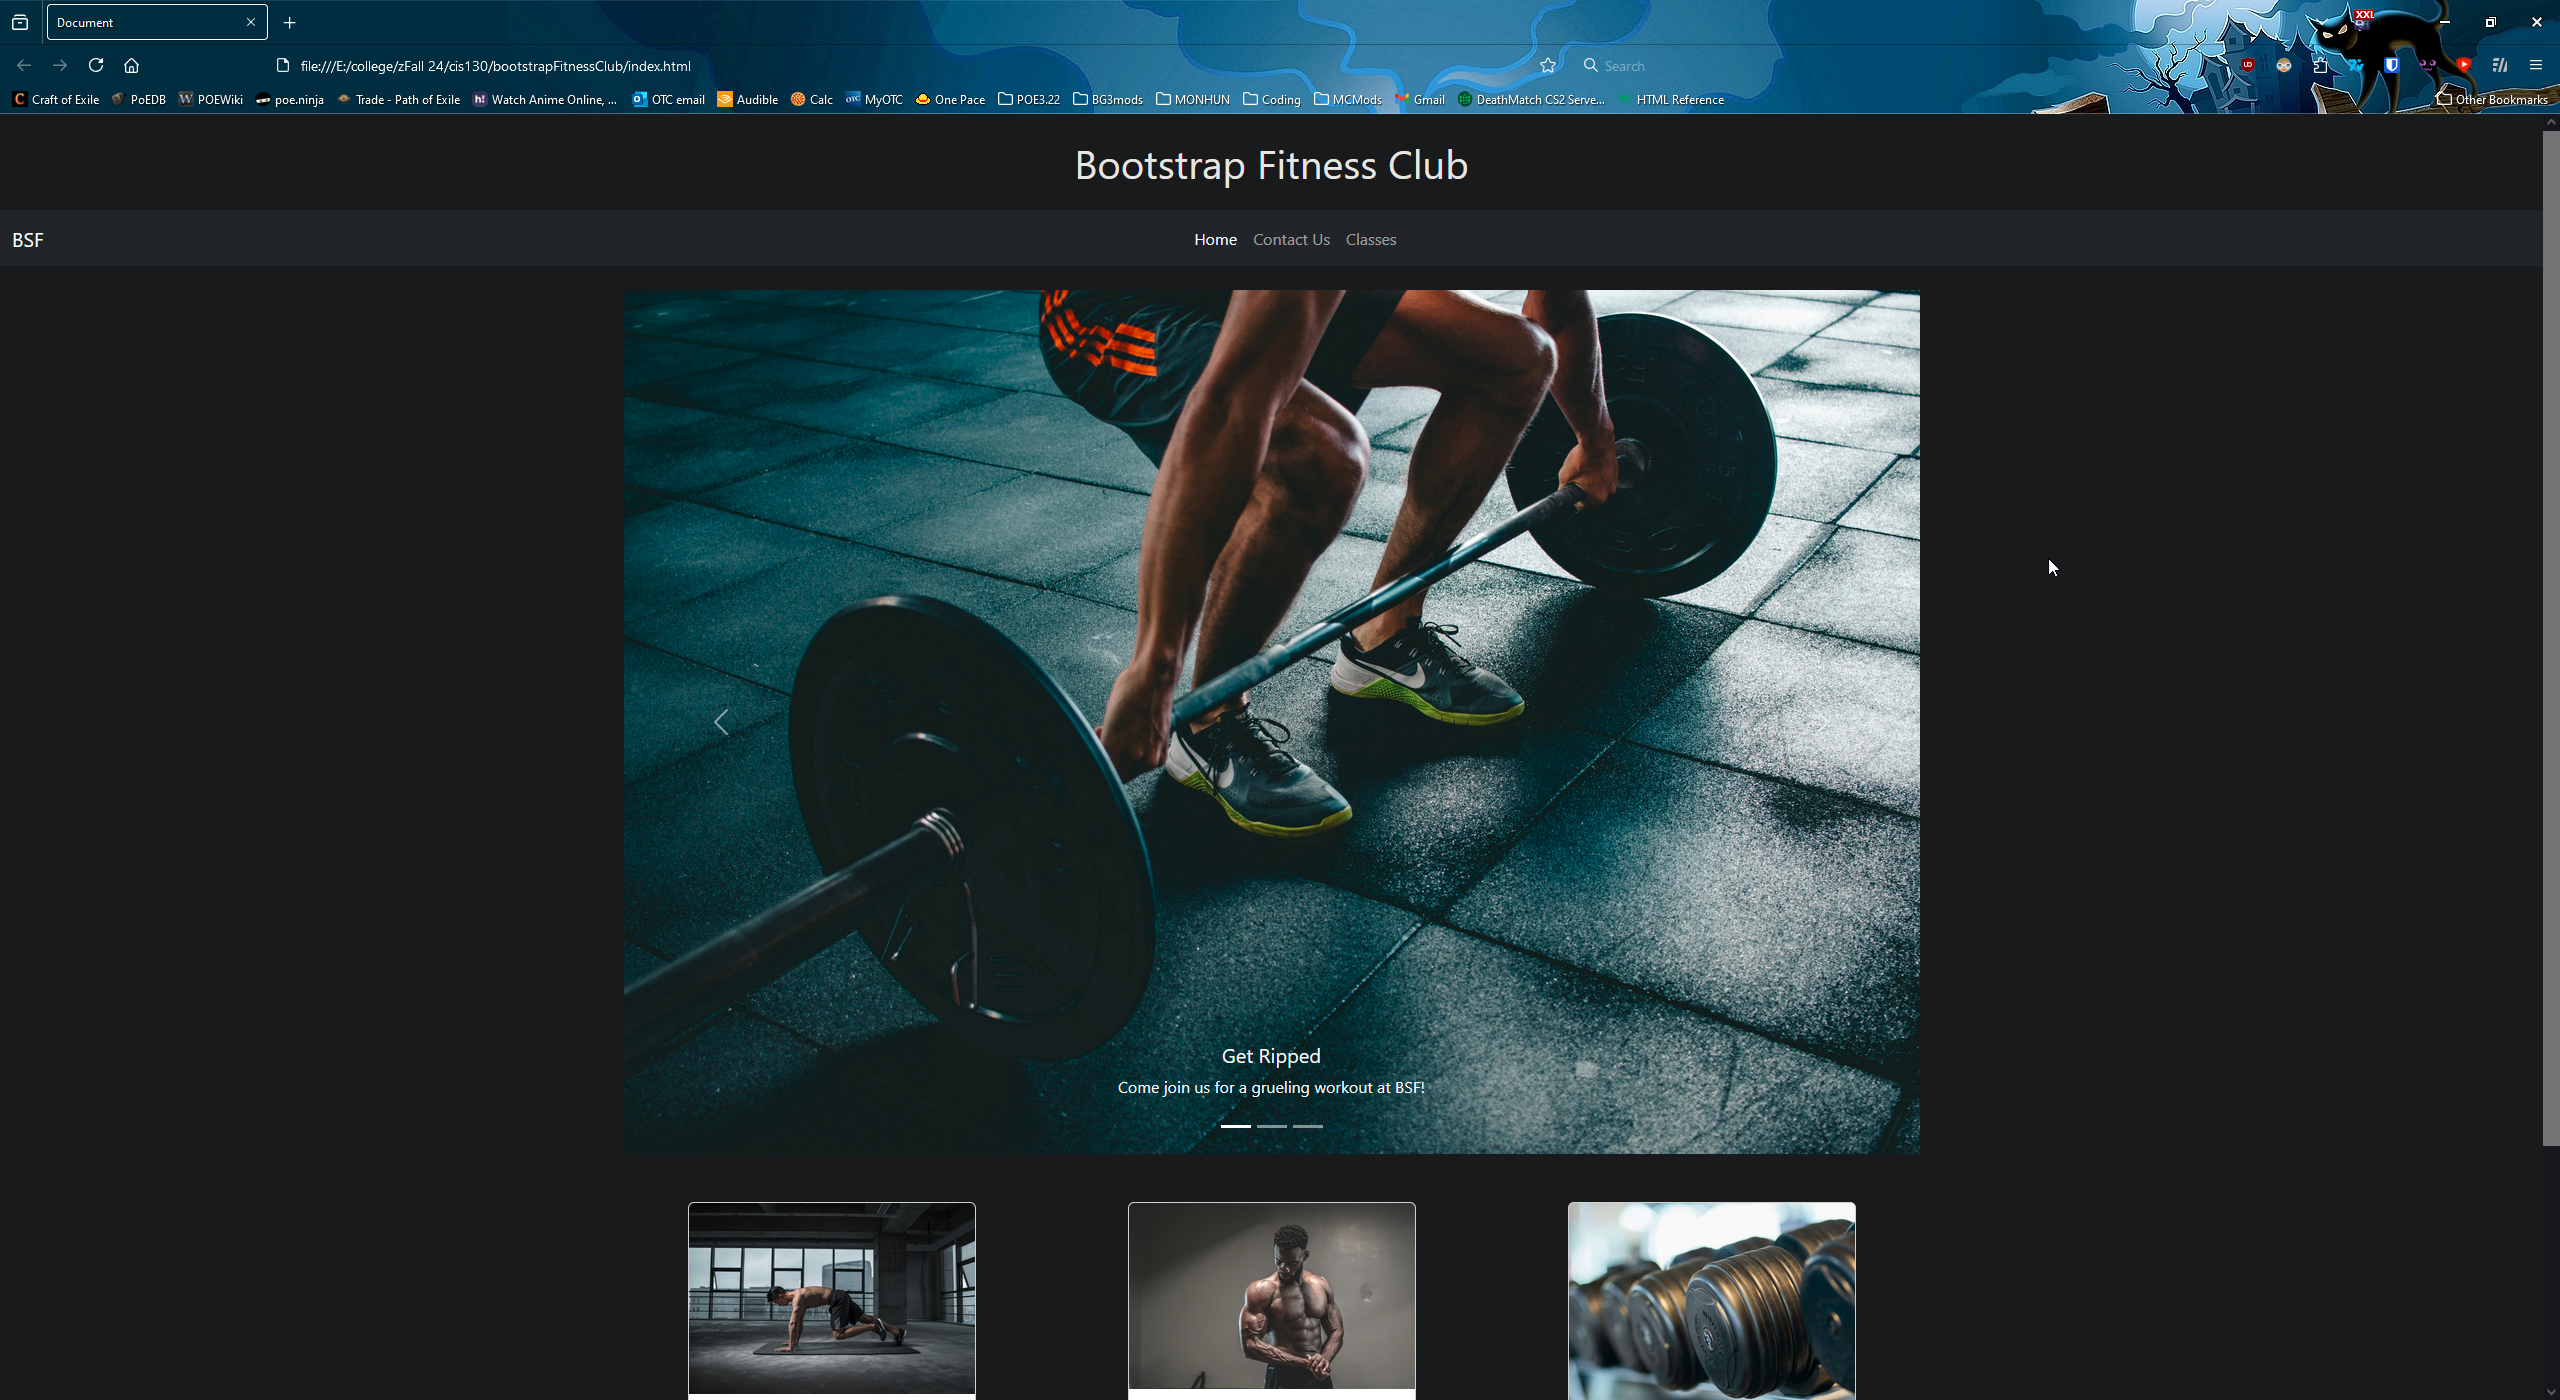 Document
XXL
file:///E:/college/zFall 24/cis130/bootstrapFitnessClub/index.html
Search
Craft of Exile PoEDB POEWiki poe.ninja Trade - Path of Exile Watch Anime Online, ... OTC email Audible Calc MyOTC One Pace POE3.22 BG3mods MONHUN Coding MCMods Gmail DeathMatch CS2 Serve... HTML Reference Other Bookmarks
Bootstrap Fitness Club
BSF Home Contact Us Classes
Get Ripped
Come join us for a grueling workout at BSF!